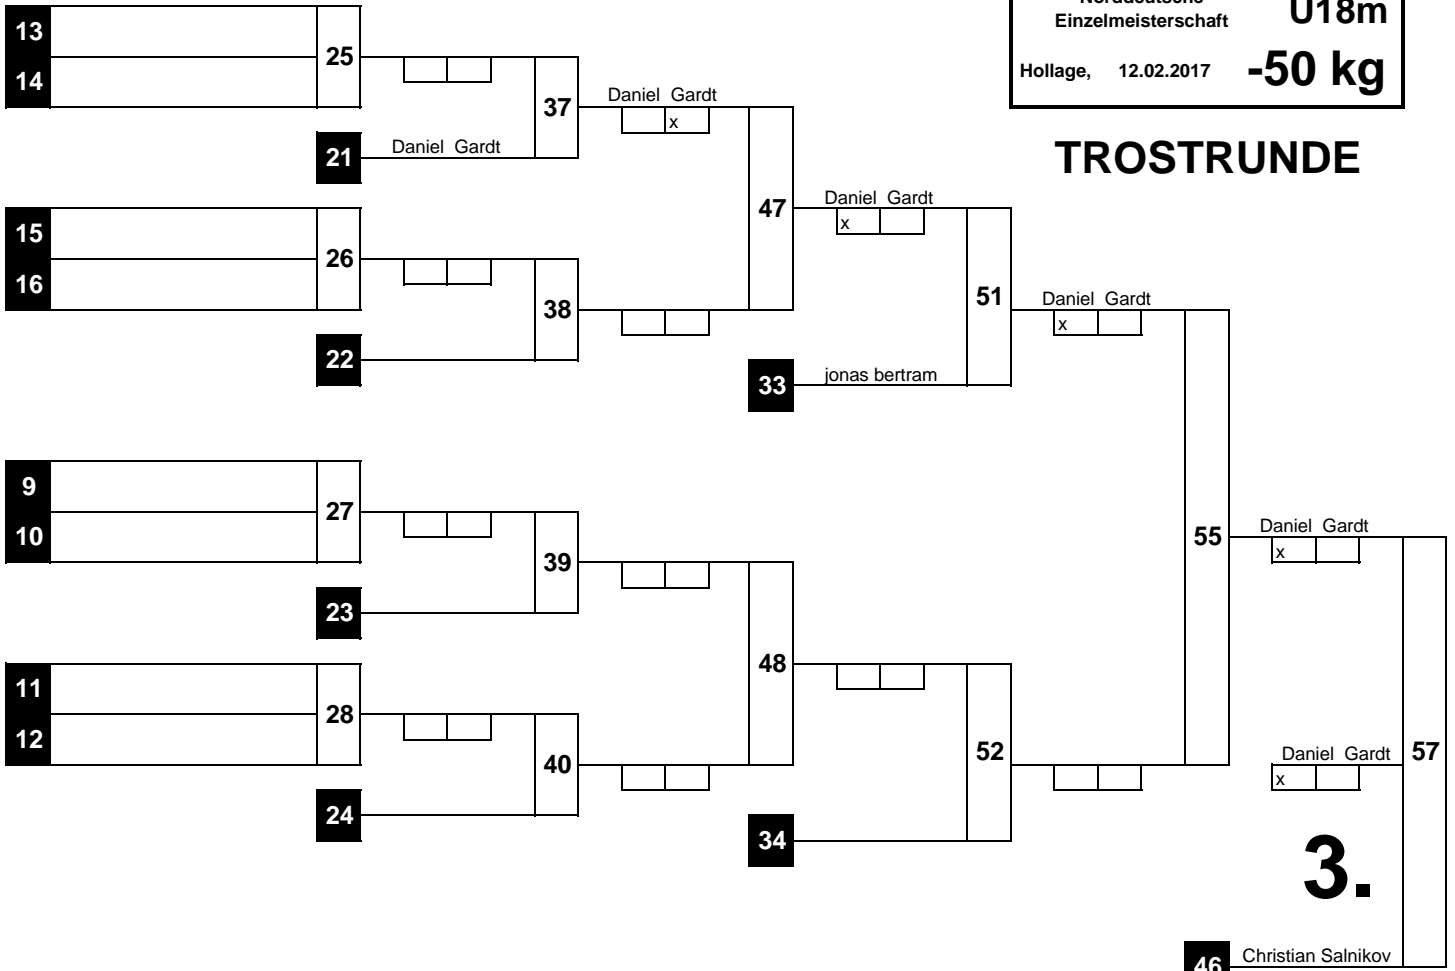 Norddeutsche
Einzelmeisterschaft
U18m
Hollage, 12.02.2017 -50 kg
TROSTRUNDE
13
14
25
37
Daniel Gardt
x
21
Daniel Gardt
15
16
26
38
22
47
Daniel Gardt
x
33
jonas bertram
51
Daniel Gardt
x
9
10
27
39
23
11
12
28
40
24
48
34
52
55
Daniel Gardt
x
Daniel Gardt
x
57
3.
46
Christian Salnikov